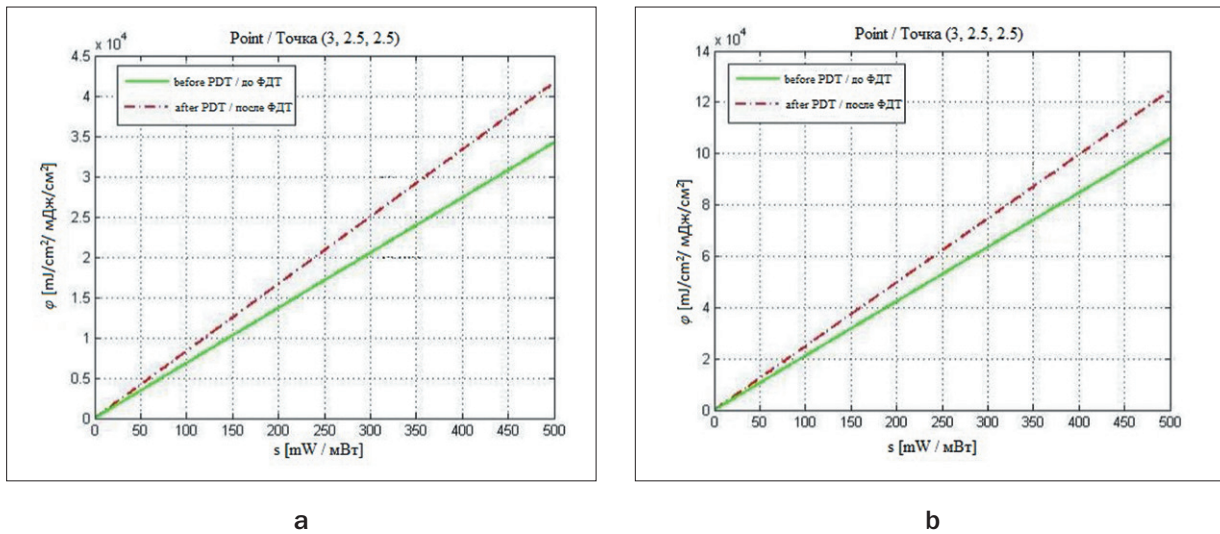 Point / Точка (3, 2.5, 2.5)
x 10⁴
4.5
4
3.5
3
2.5
2
1.5
1
0.5
0
before PDT / до ФДТ
after PDT / после ФДТ
φ [mJ/cm²/ мДж/см²]
0 50 100 150 200 250 300 350 400 450 500
s [mW / мВт]
a
Point / Точка (3, 2.5, 2.5)
x 10⁴
14
12
10
8
6
4
2
0
before PDT / до ФДТ
after PDT / после ФДТ
φ [mJ/cm²/ мДж/см²]
0 50 100 150 200 250 300 350 400 450 500
s [mW / мВт]
b